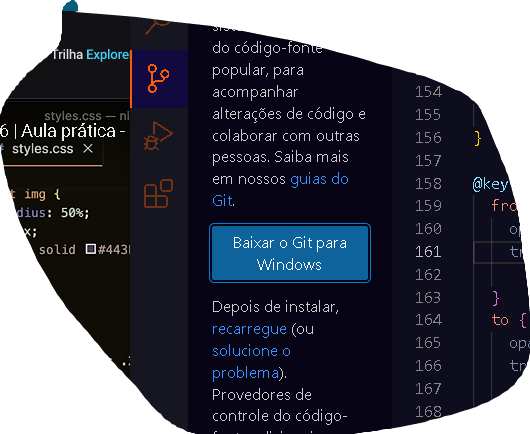 Trilha Explore
styles.css — nl
6 | Aula prática -
styles.css ×
t img {
dius: 50%;
x;
solid #443
do código-fonte
popular, para
acompanhar
alterações de código e
colaborar com outras
pessoas. Saiba mais
em nossos guias do
Git.
Baixar o Git para
Windows
Depois de instalar,
recarregue (ou
solucione o
problema).
Provedores de
controle do código-
154
155
156 }
157
158 @key
159 fro
160 op
161 tr
162
163 }
164 to {
165 opa
166 tr
167
168